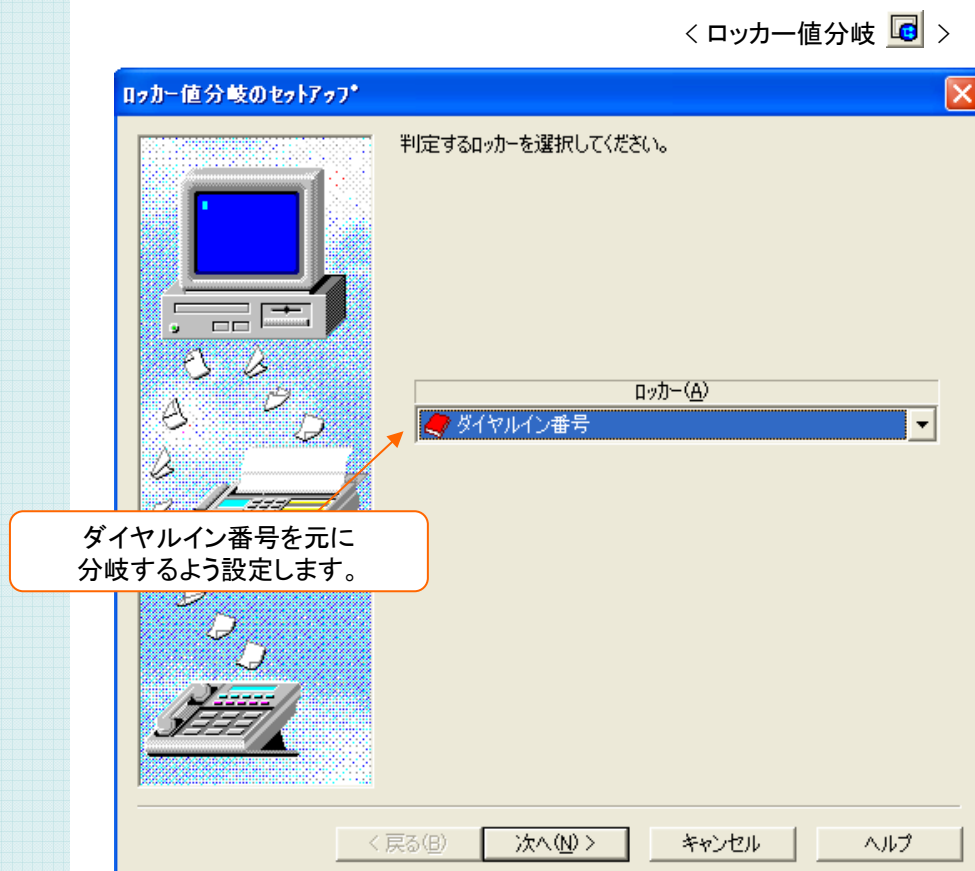 ＜ロッカー値分岐 ＞
ロッカー値分岐のセットアップ
判定するロッカーを選択してください。
ロッカー(A)
ダイヤルイン番号
ダイヤルイン番号を元に
分岐するよう設定します。
＜戻る(B) 次へ(N)＞ キャンセル ヘルプ